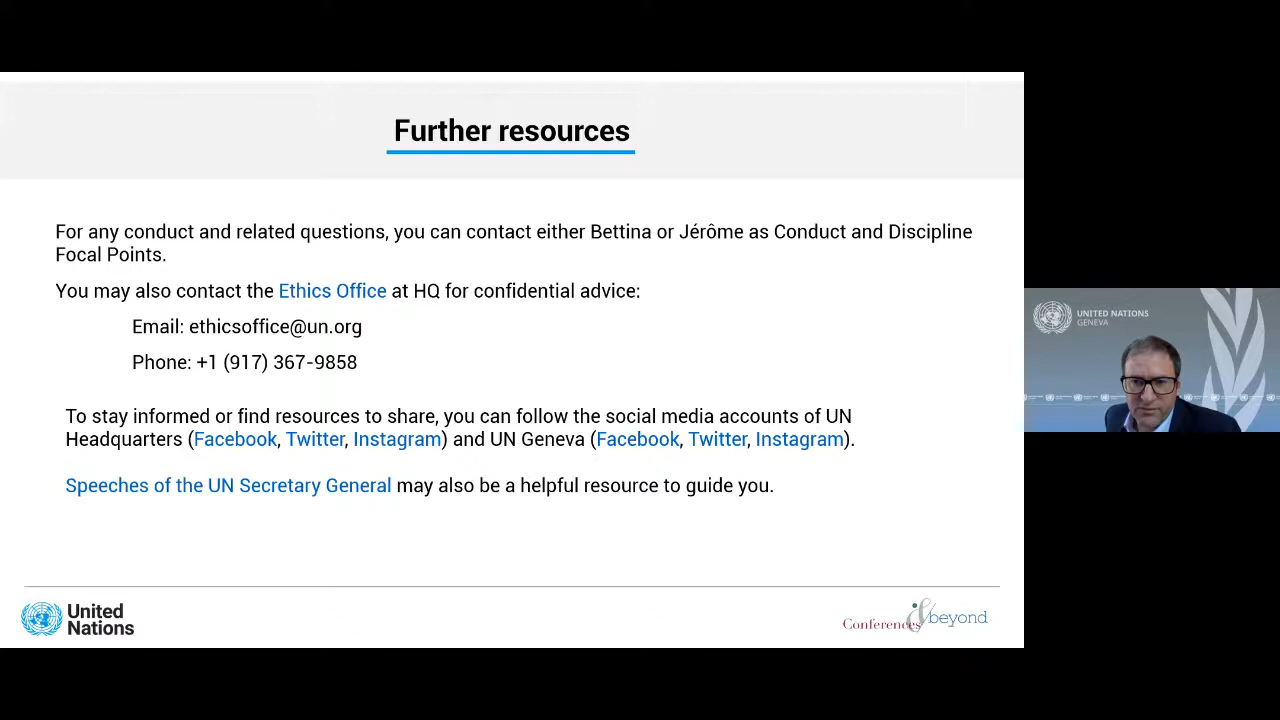 Further resources
For any conduct and related questions, you can contact either Bettina or Jérôme as Conduct and Discipline
Focal Points.
You may also contact the Ethics Office at HQ for confidential advice:
Email: ethicsoffice@un.org
Phone: +1 (917) 367-9858
To stay informed or find resources to share, you can follow the social media accounts of UN
Headquarters (Facebook, Twitter, Instagram) and UN Geneva (Facebook, Twitter, Instagram).
Speeches of the UN Secretary General may also be a helpful resource to guide you.
United
Nations
Conferences & beyond
UNITED NATIONS
GENEVA